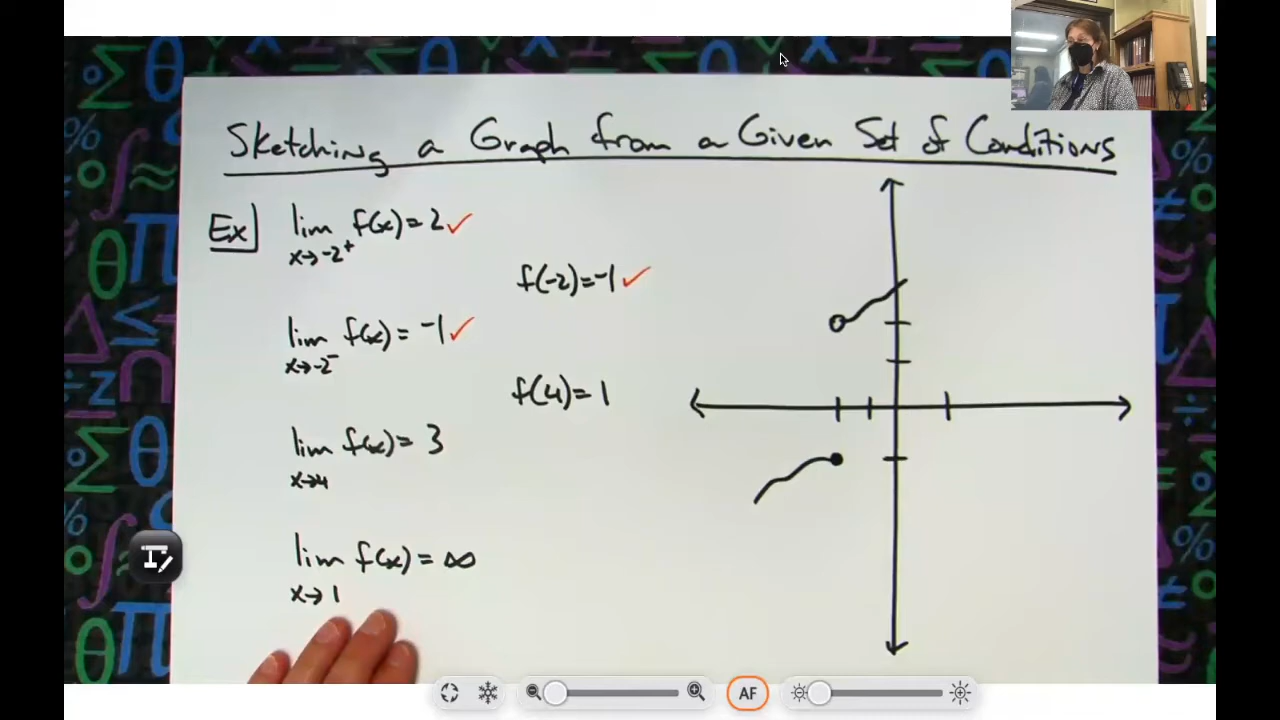 Sketching a Graph from a Given Set of Conditions
Ex lim f(x) = 2 ✓
x→-2⁺
f(-2) = -1 ✓
lim f(x) = -1 ✓
x→-2⁻
f(4) = 1
lim f(x) = 3
x→4
lim f(x) = ∞
x→1
AF